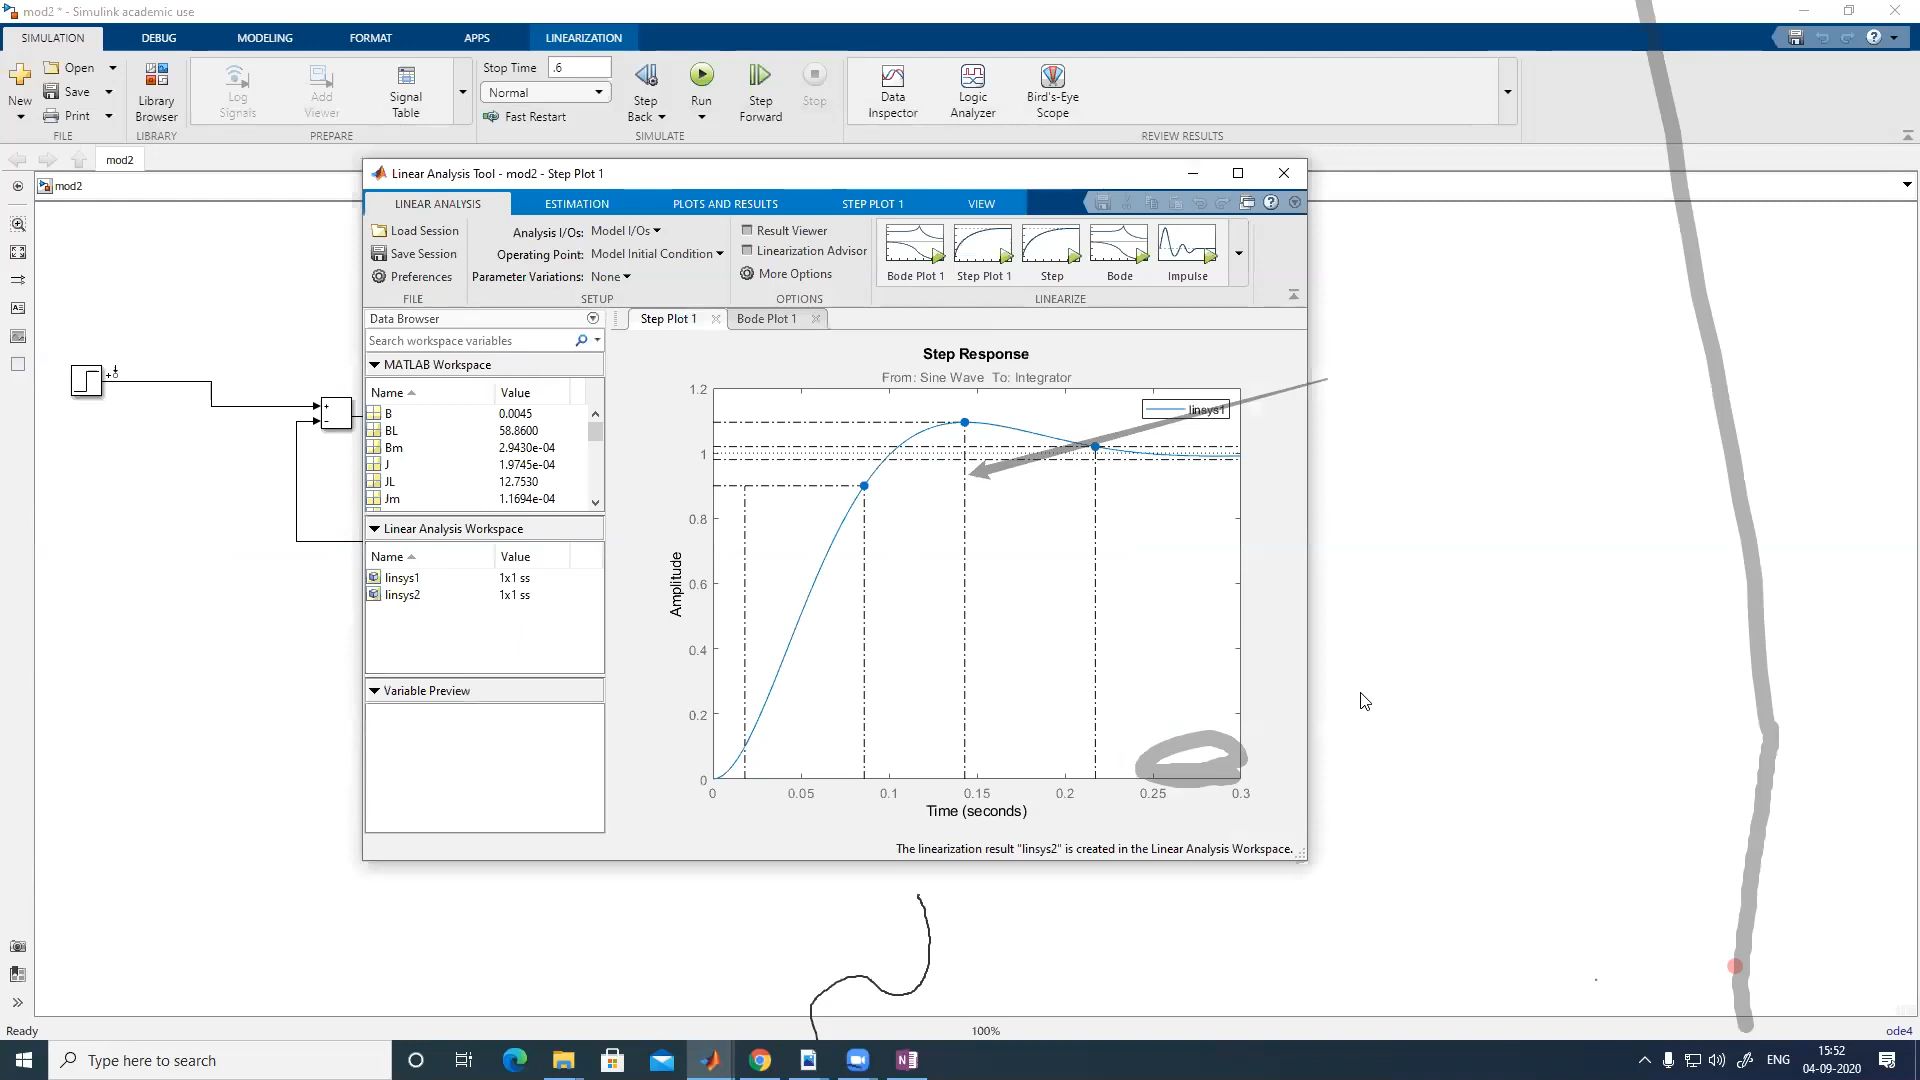 mod2 * - Simulink academic use
SIMULATION DEBUG MODELING FORMAT APPS LINEARIZATION
New
Open
Save
Print
FILE
Library Browser
LIBRARY
Log Signals
Add Viewer
Signal Table
PREPARE
Stop Time .6
Normal
Fast Restart
Step Back
Run
Step Forward
Stop
SIMULATE
Data Inspector
Logic Analyzer
Bird's-Eye Scope
REVIEW RESULTS
mod2
mod2
Linear Analysis Tool - mod2 - Step Plot 1
LINEAR ANALYSIS ESTIMATION PLOTS AND RESULTS STEP PLOT 1 VIEW
Load Session
Save Session
Preferences
FILE
Analysis I/Os: Model I/Os
Operating Point: Model Initial Condition
Parameter Variations: None
SETUP
Result Viewer
Linearization Advisor
More Options
OPTIONS
Bode Plot 1 Step Plot 1 Step Bode Impulse
LINEARIZE
Data Browser
Search workspace variables
MATLAB Workspace
Name Value
B 0.0045
BL 58.8600
Bm 2.9430e-04
J 1.9745e-04
JL 12.7530
Jm 1.1694e-04
Linear Analysis Workspace
Name Value
linsys1 1x1 ss
linsys2 1x1 ss
Variable Preview
Step Plot 1 Bode Plot 1
Step Response
From: Sine Wave To: Integrator
linsys1
1.2
1
0.8
0.6
0.4
0.2
0
Amplitude
0 0.05 0.1 0.15 0.2 0.25 0.3
Time (seconds)
The linearization result "linsys2" is created in the Linear Analysis Workspace.
Ready 100% ode4
Type here to search
ENG
15:52
04-09-2020